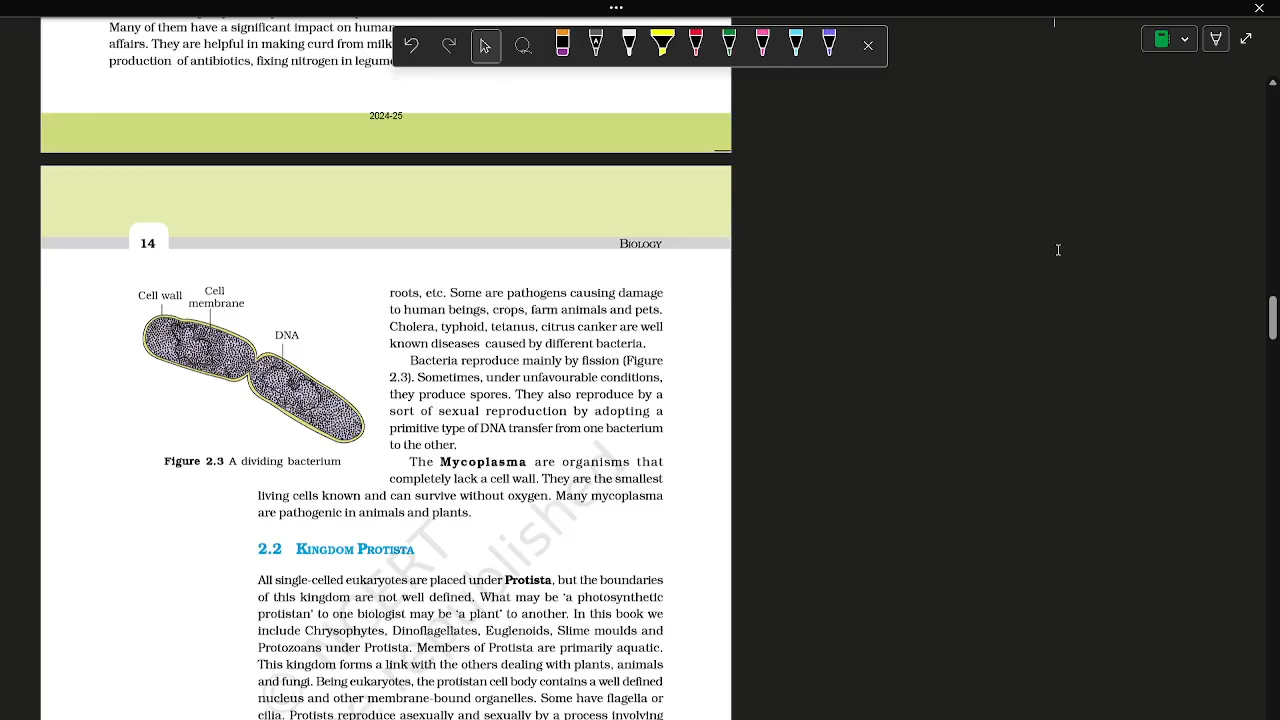 Many of them have a significant impact on human
affairs. They are helpful in making curd from milk
production of antibiotics, fixing nitrogen in legume
2024-25
14
BIOLOGY
Cell wall
Cell
membrane
DNA
Figure 2.3 A dividing bacterium
roots, etc. Some are pathogens causing damage
to human beings, crops, farm animals and pets.
Cholera, typhoid, tetanus, citrus canker are well
known diseases caused by different bacteria.
Bacteria reproduce mainly by fission (Figure
2.3). Sometimes, under unfavourable conditions,
they produce spores. They also reproduce by a
sort of sexual reproduction by adopting a
primitive type of DNA transfer from one bacterium
to the other.
The Mycoplasma are organisms that
completely lack a cell wall. They are the smallest
living cells known and can survive without oxygen. Many mycoplasma
are pathogenic in animals and plants.
2.2 KINGDOM PROTISTA
All single-celled eukaryotes are placed under Protista, but the boundaries
of this kingdom are not well defined. What may be ‘a photosynthetic
protistan’ to one biologist may be ‘a plant’ to another. In this book we
include Chrysophytes, Dinoflagellates, Euglenoids, Slime moulds and
Protozoans under Protista. Members of Protista are primarily aquatic.
This kingdom forms a link with the others dealing with plants, animals
and fungi. Being eukaryotes, the protistan cell body contains a well defined
nucleus and other membrane-bound organelles. Some have flagella or
cilia. Protists reproduce asexually and sexually by a process involving
© NCERT
republished